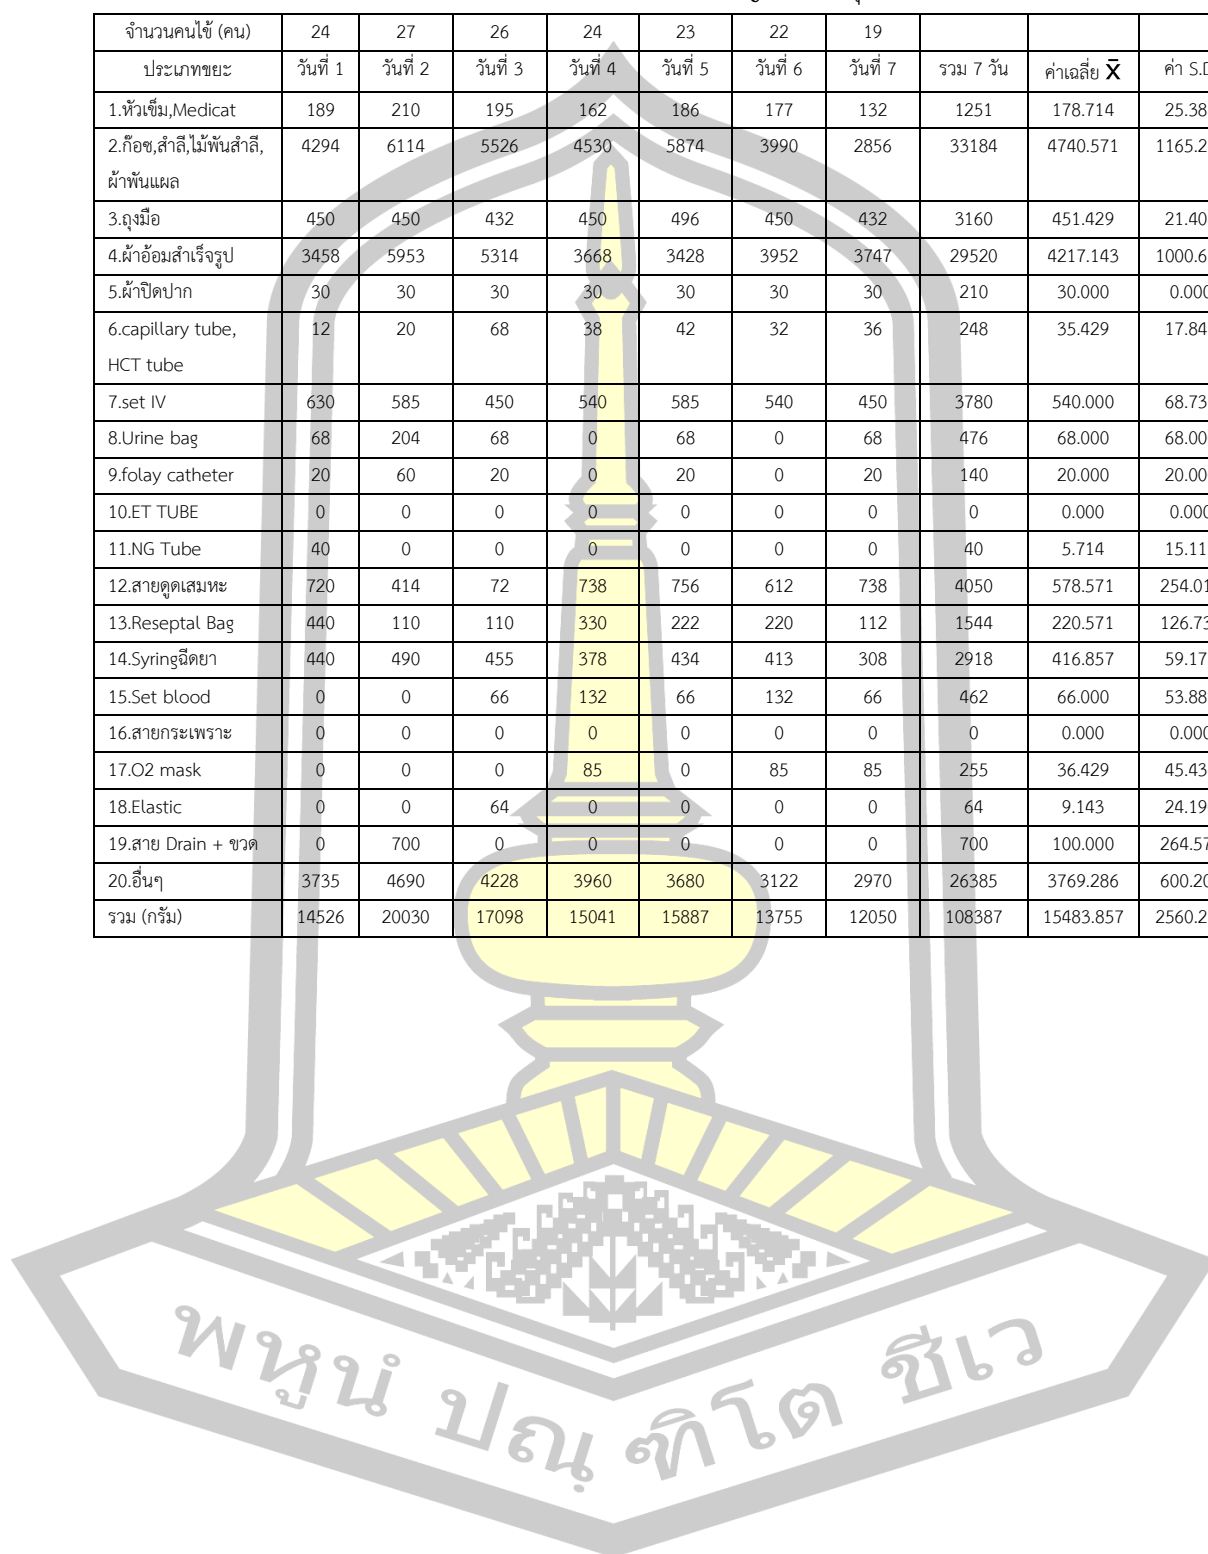 จำนวนคนไข้ (คน) 24 27 26 24 23 22 19
ประเภทขยะ วันที่ 1 วันที่ 2 วันที่ 3 วันที่ 4 วันที่ 5 วันที่ 6 วันที่ 7 รวม 7 วัน ค่าเฉลี่ย X̄ ค่า S.D
1.หัวเข็ม,Medicat 189 210 195 162 186 177 132 1251 178.714 25.38
2.ก๊อซ,สำลี,ไม้พันสำลี, 4294 6114 5526 4530 5874 3990 2856 33184 4740.571 1165.2
ผ้าพันแผล
3.ถุงมือ 450 450 432 450 496 450 432 3160 451.429 21.40
4.ผ้าอ้อมสำเร็จรูป 3458 5953 5314 3668 3428 3952 3747 29520 4217.143 1000.6
5.ผ้าปิดปาก 30 30 30 30 30 30 30 210 30.000 0.000
6.capillary tube, 12 20 68 38 42 32 36 248 35.429 17.84
HCT tube
7.set IV 630 585 450 540 585 540 450 3780 540.000 68.73
8.Urine bag 68 204 68 0 68 0 68 476 68.000 68.00
9.folay catheter 20 60 20 0 20 0 20 140 20.000 20.00
10.ET TUBE 0 0 0 0 0 0 0 0 0.000 0.000
11.NG Tube 40 0 0 0 0 0 0 40 5.714 15.11
12.สายดูดเสมหะ 720 414 72 738 756 612 738 4050 578.571 254.01
13.Reseptal Bag 440 110 110 330 222 220 112 1544 220.571 126.73
14.Syringฉีดยา 440 490 455 378 434 413 308 2918 416.857 59.17
15.Set blood 0 0 66 132 66 132 66 462 66.000 53.88
16.สายกระเพราะ 0 0 0 0 0 0 0 0 0.000 0.000
17.O2 mask 0 0 0 85 0 85 85 255 36.429 45.43
18.Elastic 0 0 64 0 0 0 0 64 9.143 24.19
19.สาย Drain + ขวด 0 700 0 0 0 0 0 700 100.000 264.57
20.อื่นๆ 3735 4690 4228 3960 3680 3122 2970 26385 3769.286 600.20
รวม (กรัม) 14526 20030 17098 15041 15887 13755 12050 108387 15483.857 2560.2
พหูนํ ปณฺฑิโต ชีเว